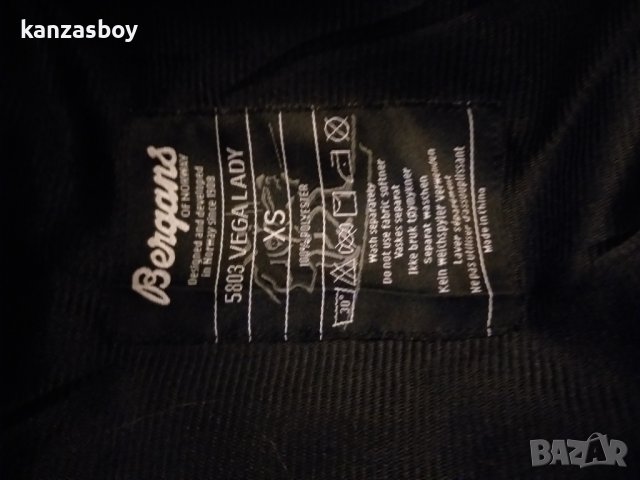 kanzasboy
Bergans
OF NORWAY
Designed and developed
in Norway since 1908
5803 VEGA LADY
XS
100% POLYESTER
30°
Wash separately
Do not use fabric softner
Vaskes separat
Ikke bruk tøymykner
Separat waschen
Kein weichspüler verwenden
Laver séparément
Ne pas utiliser d'assouplissant
Made in China
BAZAR